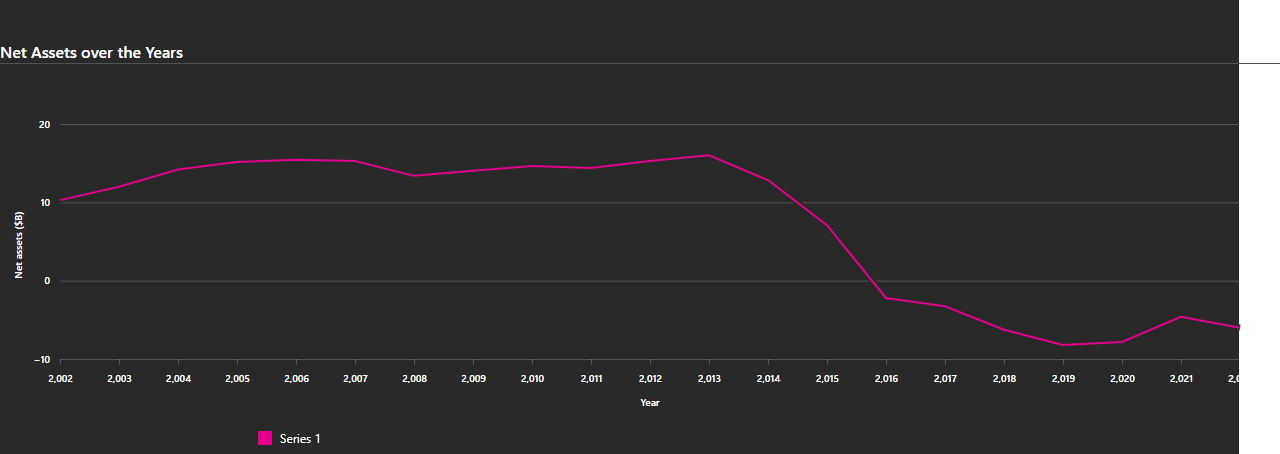 Net Assets over the Years
20
10
0
−10
Net assets ($B)
2,002 2,003 2,004 2,005 2,006 2,007 2,008 2,009 2,010 2,011 2,012 2,013 2,014 2,015 2,016 2,017 2,018 2,019 2,020 2,021
Year
Series 1